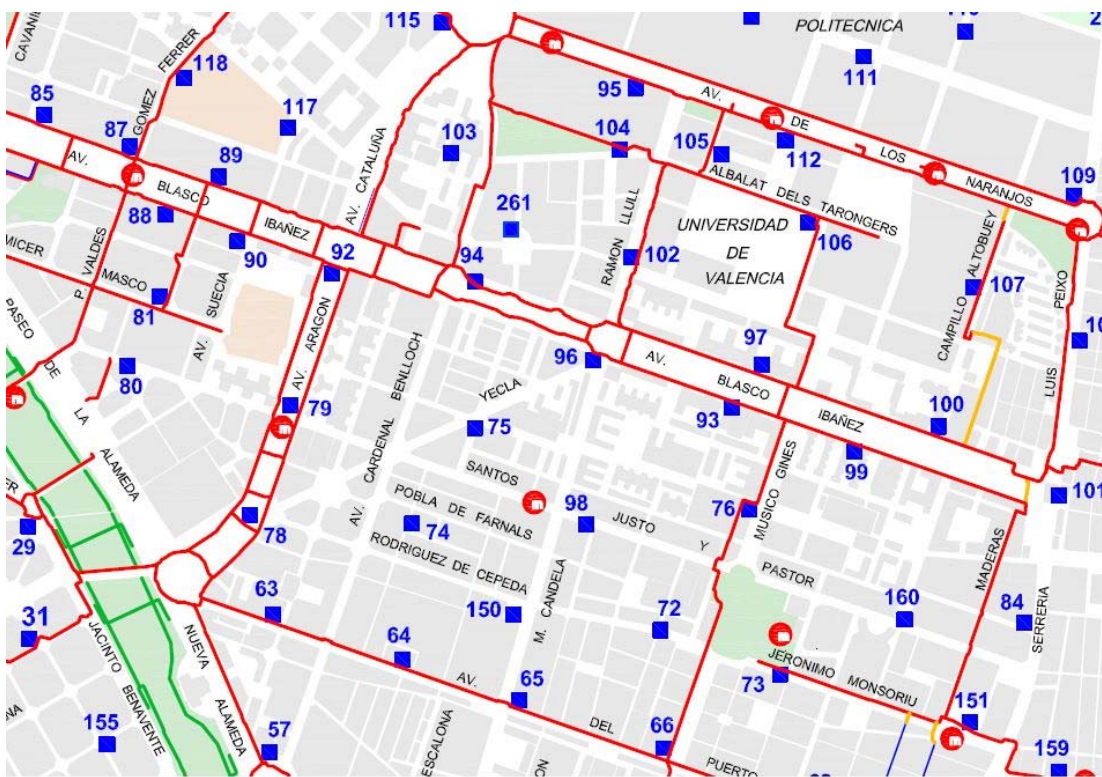 115
POLITECNICA
111
118
CAVANI
FERRER
GOMEZ
85
117
87
95
AV.
DE
LOS
NARANJOS
112
109
103
104
105
89
AV. CATALUÑA
AV.
BLASCO
IBAÑEZ
88
261
LLULL
RAMON
ALBALAT DELS TARONGERS
UNIVERSIDAD
DE
VALENCIA
106
102
MICER
P. VALDES
MASCO
81
90
AV. SUECIA
92
94
CAMPILLO ALTOBUEY
107
LUIS PEIXO
PASEO
DE
LA
ALAMEDA
80
AV. ARAGON
79
AV. CARDENAL BENLLOCH
96
YECLA
75
AV.
BLASCO
IBAÑEZ
97
93
100
99
101
SANTOS
JUSTO
Y
PASTOR
98
76
MUSICO GINES
POBLA DE FARNALS
74
RODRIGUEZ DE CEPEDA
78
29
63
31
150
M. CANDELA
72
160
MADERAS
84
SERRERIA
64
AV.
DEL
PUERTO
65
66
JERONIMO MONSORIU
73
151
159
JACINTO BENAVENTE
NUEVA
ALAMEDA
57
155
ESCALONA